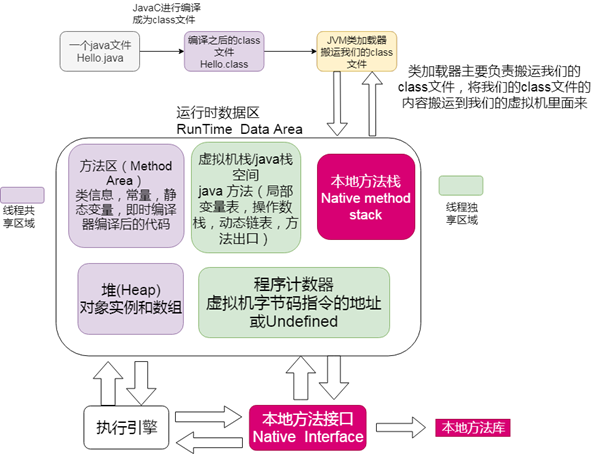 JavaC进行编译
成为class文件
一个java文件
Hello.java
编译之后的class
文件
Hello.class
JVM类加载器
搬运我们的class
文件
类加载器主要负责搬运我们的
class文件，将我们的class文件的
内容搬运到我们的虚拟机里面来
运行时数据区
RunTime Data Area
方法区（Method
Area）
类信息，常量，静
态变量，即时编译
器编译后的代码
虚拟机栈/java栈
空间
java 方法（局部
变量表，操作数
栈，动态链表，方
法出口）
本地方法栈
Native method
stack
线程共
享区域
线程独
享区域
堆(Heap)
对象实例和数组
程序计数器
虚拟机字节码指令的地址
或Undefined
执行引擎
本地方法接口
Native Interface
本地方法库